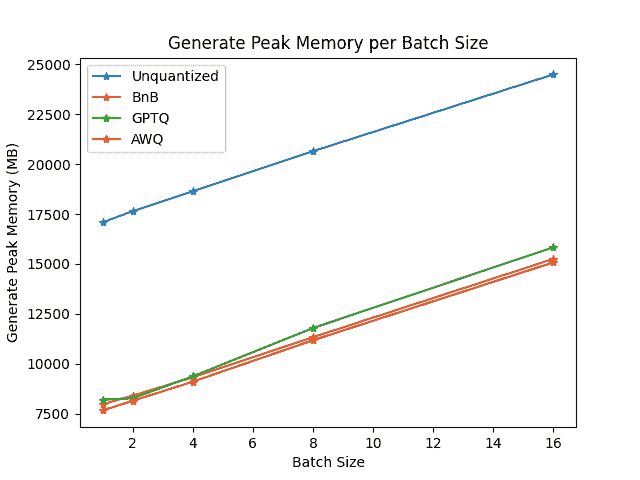 Generate Peak Memory per Batch Size
25000
22500
20000
17500
15000
12500
10000
7500
Generate Peak Memory (MB)
Unquantized
BnB
GPTQ
AWQ
2 4 6 8 10 12 14 16
Batch Size